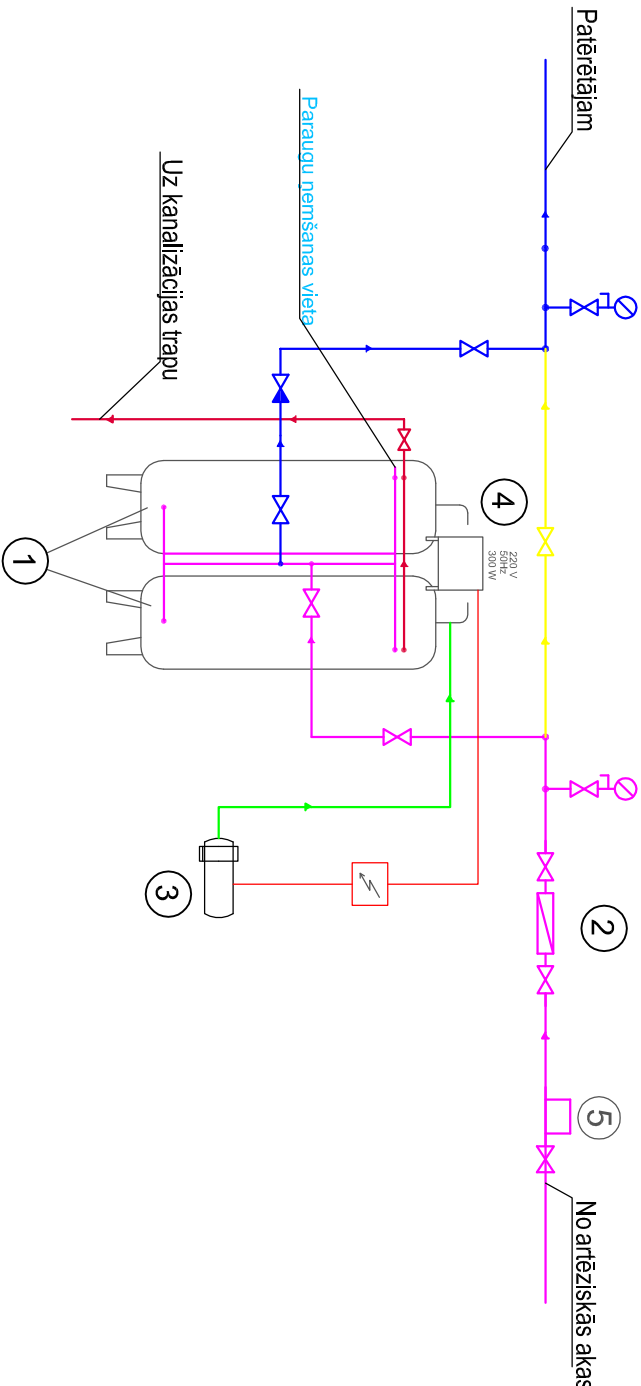 Patērētājam
No artēziskās akas
Paraugu ņemšanas vieta
Uz kanalizācijas trapu
220 V
50Hz
300 W
4
2
5
3
1